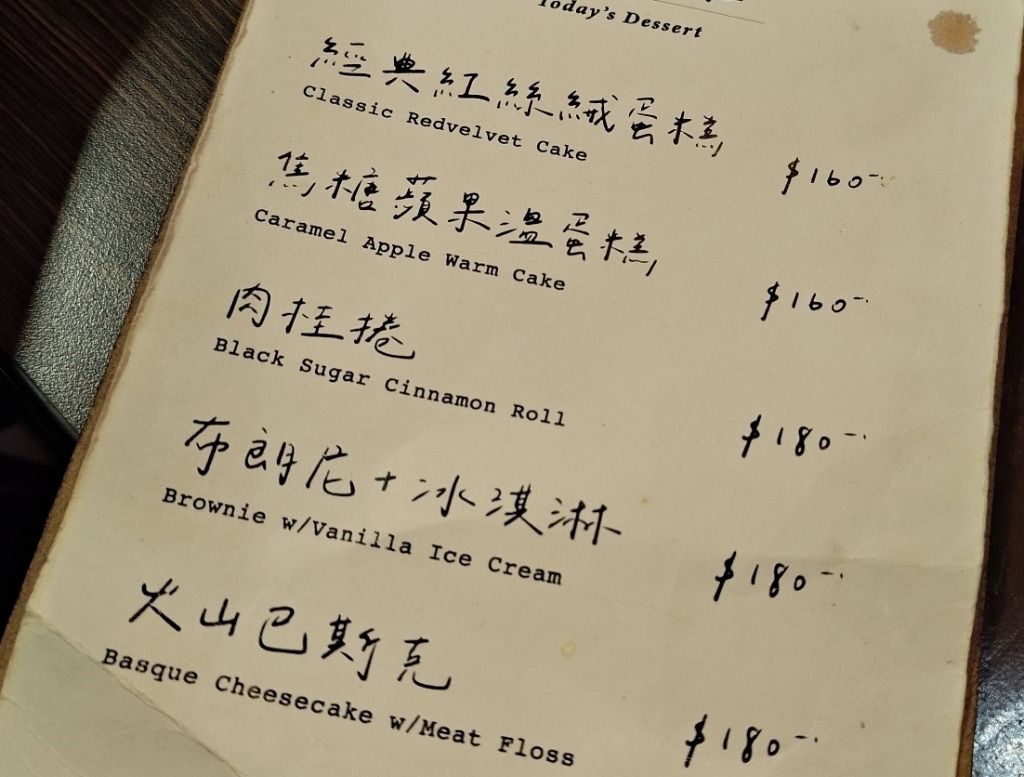 Today's Dessert
經典紅絲絨蛋糕
Classic Redvelvet Cake
$160-
焦糖蘋果溫蛋糕
Caramel Apple Warm Cake
$160-
肉桂捲
Black Sugar Cinnamon Roll
$180-
布朗尼+冰淇淋
Brownie w/Vanilla Ice Cream
$180-
火山巴斯克
Basque Cheesecake w/Meat Floss
$180-